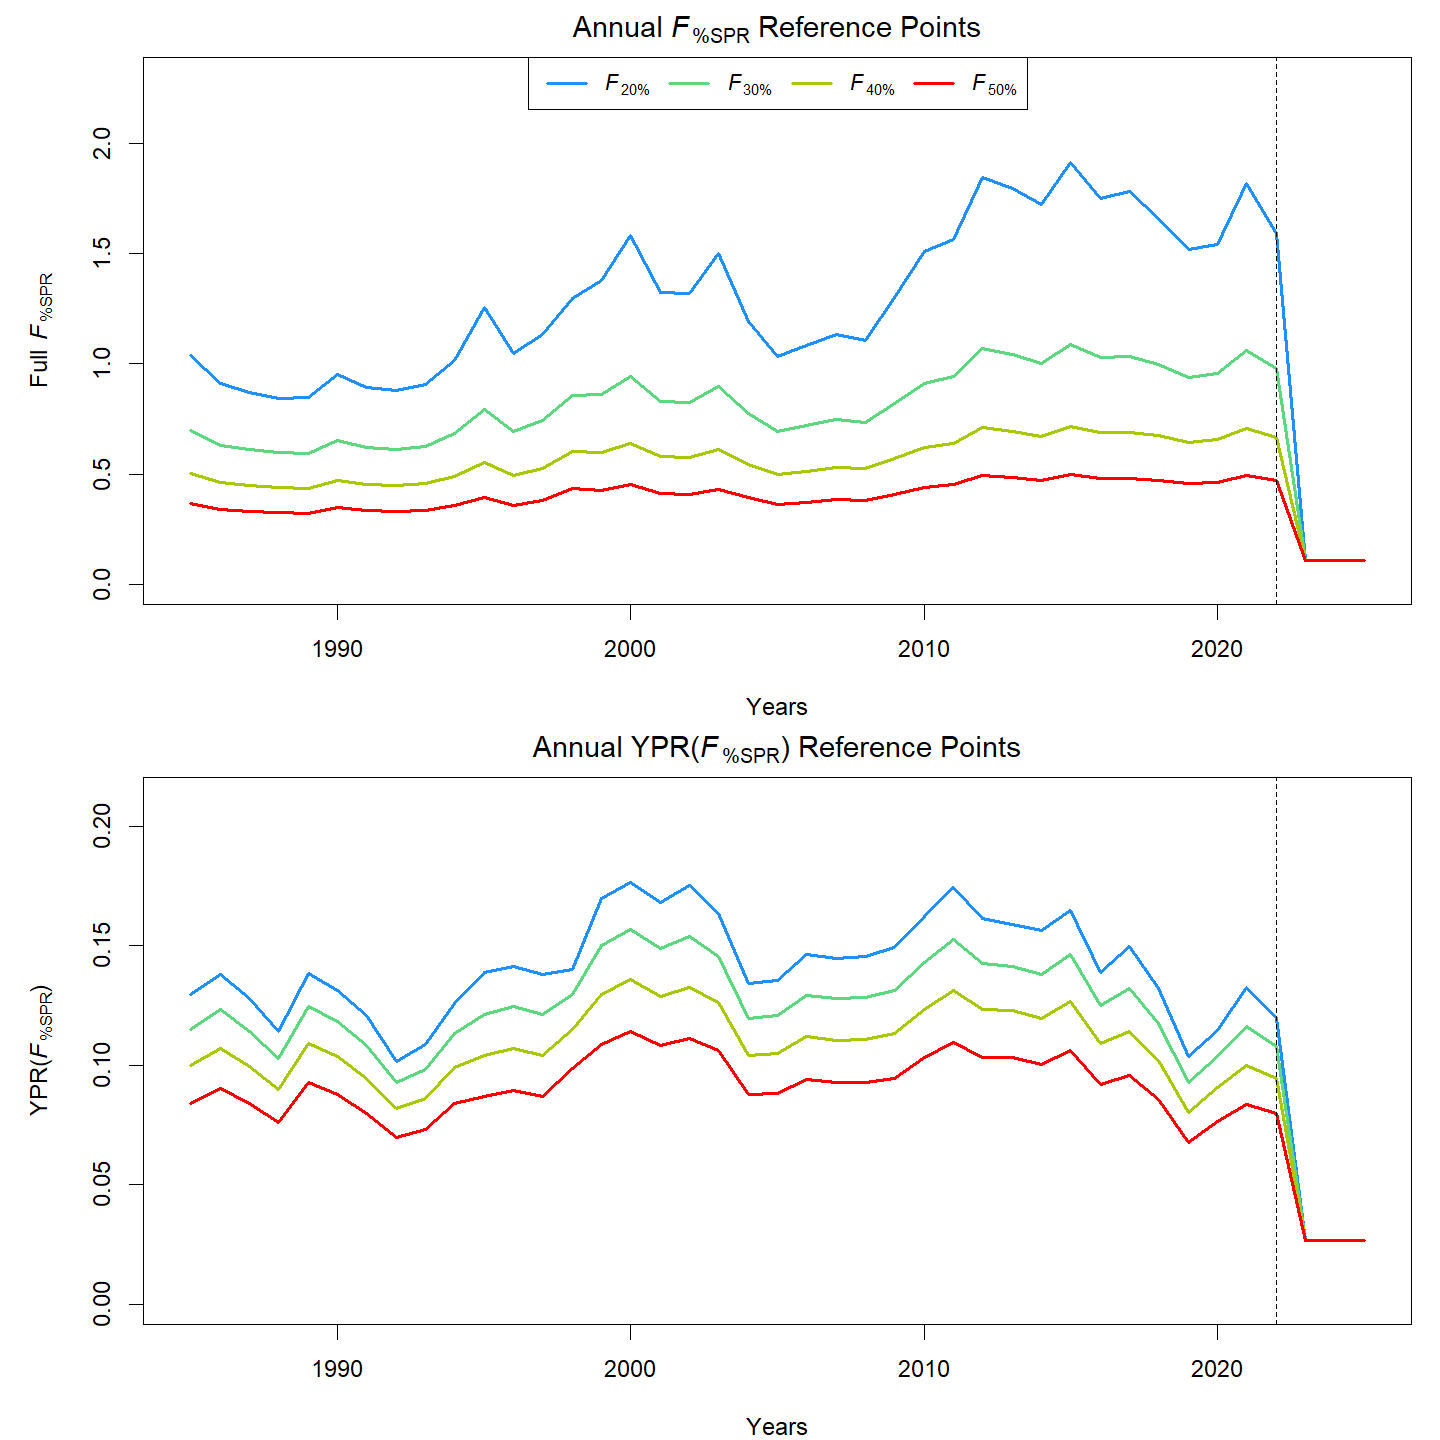 Annual F%SPR Reference Points
F20% F30% F40% F50%
Full F%SPR
2.0
1.5
1.0
0.5
0.0
1990 2000 2010 2020
Years
Annual YPR(F%SPR) Reference Points
YPR(F%SPR)
0.20
0.15
0.10
0.05
0.00
1990 2000 2010 2020
Years